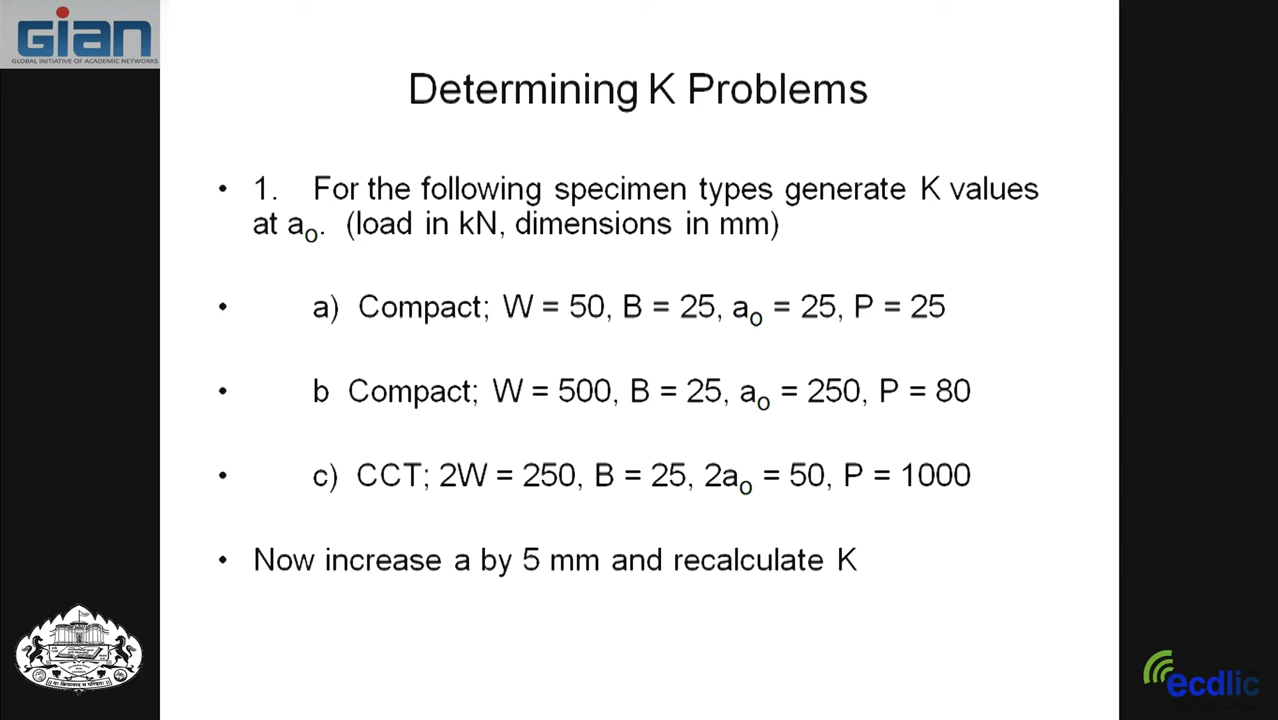 GIAN
GLOBAL INITIATIVE OF ACADEMIC NETWORKS
Determining K Problems
• 1. For the following specimen types generate K values
at ao. (load in kN, dimensions in mm)
• a) Compact; W = 50, B = 25, ao = 25, P = 25
• b Compact; W = 500, B = 25, ao = 250, P = 80
• c) CCT; 2W = 250, B = 25, 2ao = 50, P = 1000
• Now increase a by 5 mm and recalculate K
ecdlic